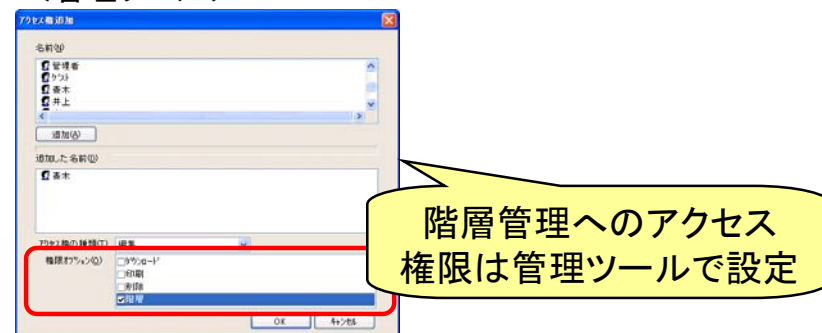 アクセス権追加
名前(N)
管理者
ゲスト
青木
井上
追加(A)
追加した名前(D)
青木
アクセス権の種類(T) 編集
権限オプション(O)
ダウンロード
印刷
削除
階層
OK キャンセル
階層管理へのアクセス
権限は管理ツールで設定